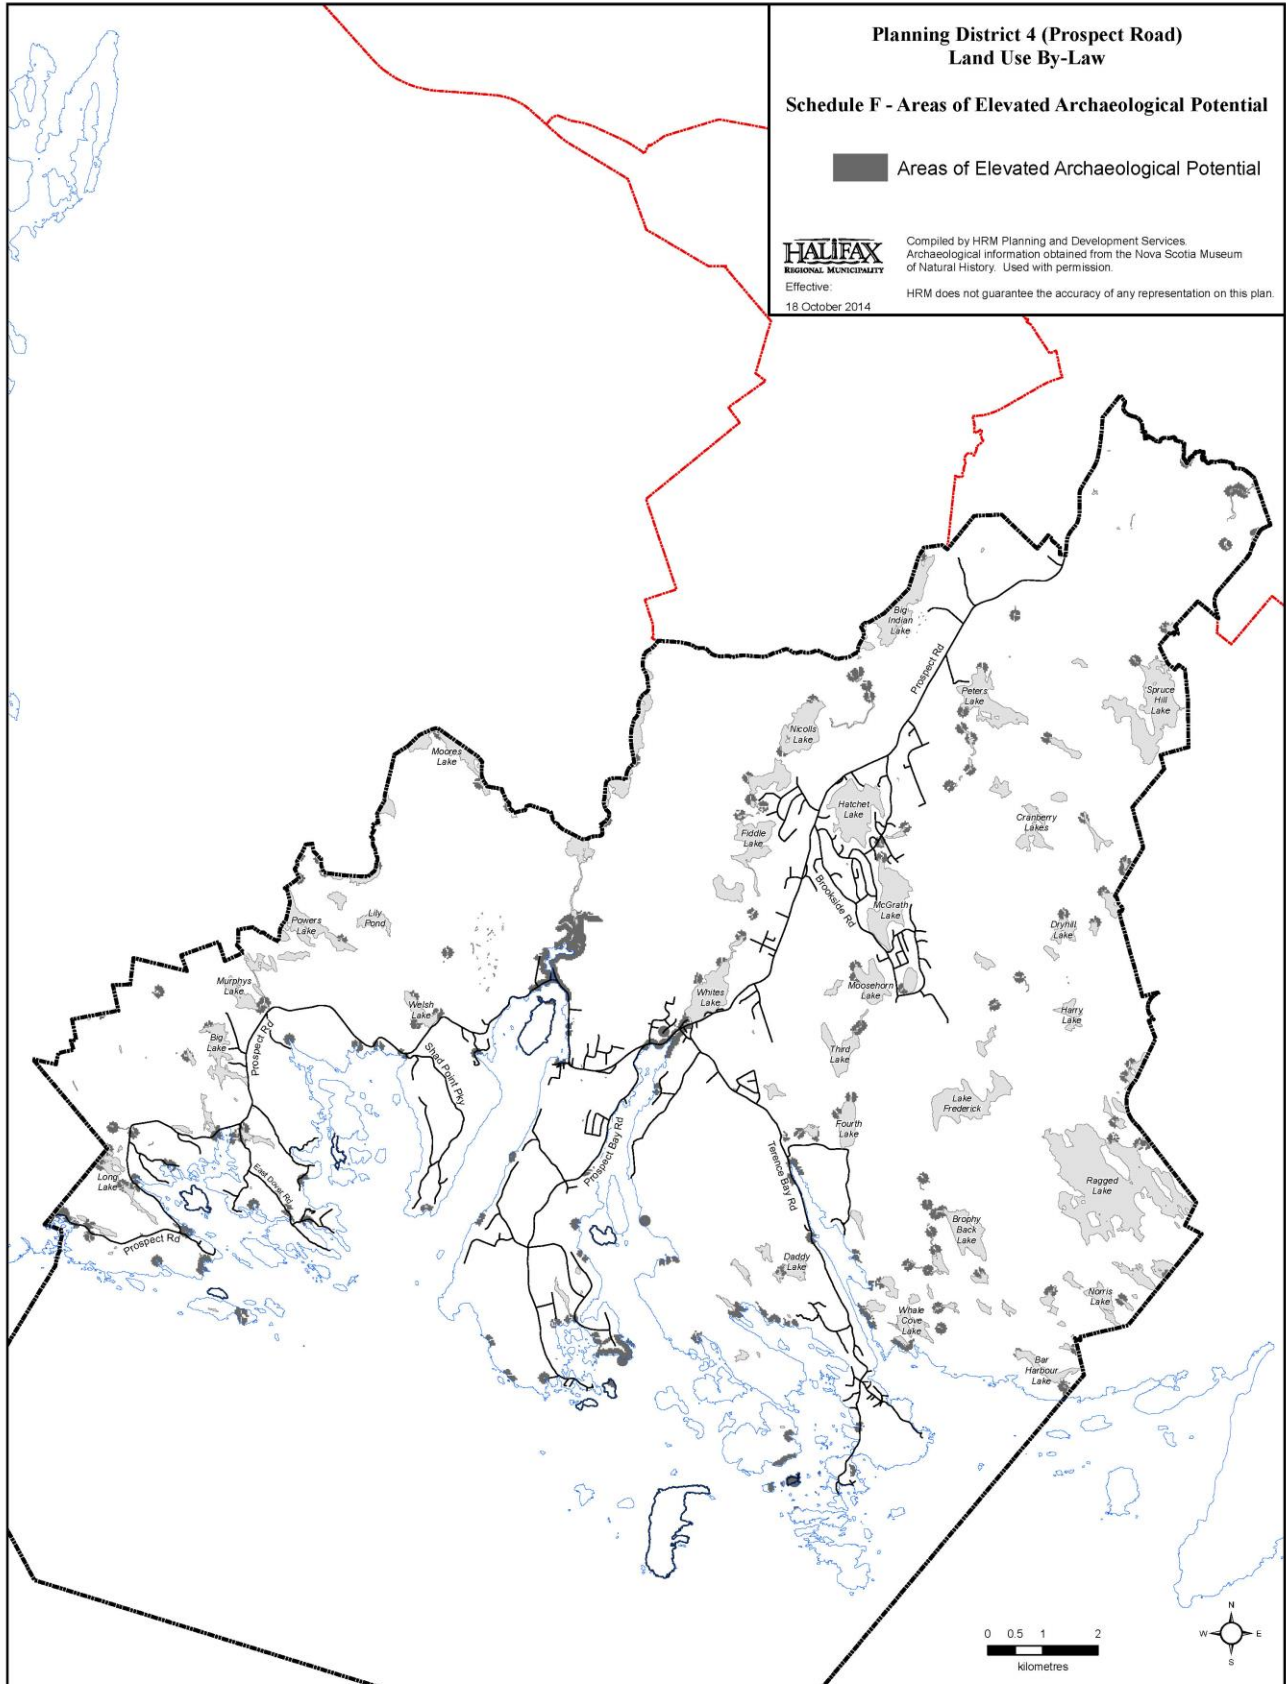 Planning District 4 (Prospect Road)
Land Use By-Law
Schedule F - Areas of Elevated Archaeological Potential
Areas of Elevated Archaeological Potential
HALIFAX
REGIONAL MUNICIPALITY
Compiled by HRM Planning and Development Services.
Archaeological information obtained from the Nova Scotia Museum
of Natural History. Used with permission.
Effective:
18 October 2014
HRM does not guarantee the accuracy of any representation on this plan.
Big
Indian
Lake
Prospect Rd
Peters
Lake
Spruce
Hill
Lake
Nicolls
Lake
Moores
Lake
Hatchet
Lake
Cranberry
Lakes
Fiddle
Lake
Brookside Rd
McGrath
Lake
Powers
Lake
Lily
Pond
Dryhill
Lake
Murphys
Lake
Whites
Lake
Moosehorn
Lake
Welsh
Lake
Harry
Lake
Big
Lake
Prospect Rd
Shad Point Pky
Third
Lake
Lake
Frederick
Fourth
Lake
Prospect Bay Rd
Terence Bay Rd
Long
Lake
East Dover Rd
Ragged
Lake
Prospect Rd
Brophy
Back
Lake
Daddy
Lake
Norris
Lake
Whale
Cove
Lake
Bar
Harbour
Lake
N
W E
S
0 0.5 1 2
kilometres